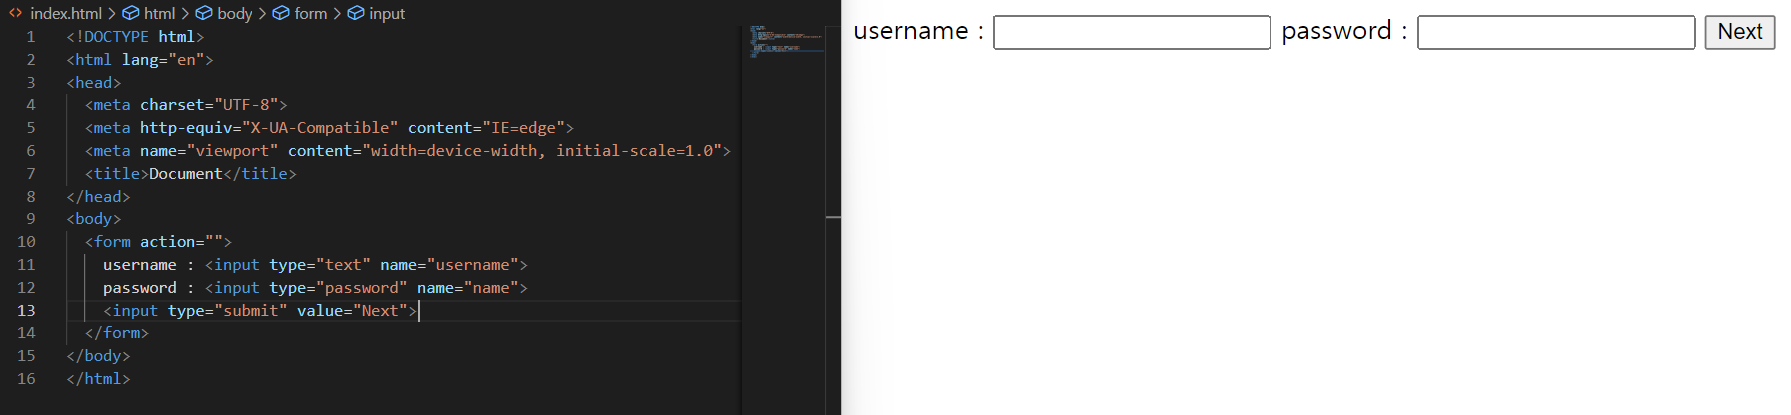 index.html > html > body > form > input
1 <!DOCTYPE html>
2 <html lang="en">
3 <head>
4 <meta charset="UTF-8">
5 <meta http-equiv="X-UA-Compatible" content="IE=edge">
6 <meta name="viewport" content="width=device-width, initial-scale=1.0">
7 <title>Document</title>
8 </head>
9 <body>
10 <form action="">
11 username : <input type="text" name="username">
12 password : <input type="password" name="name">
13 <input type="submit" value="Next">
14 </form>
15 </body>
16 </html>
username : password : Next